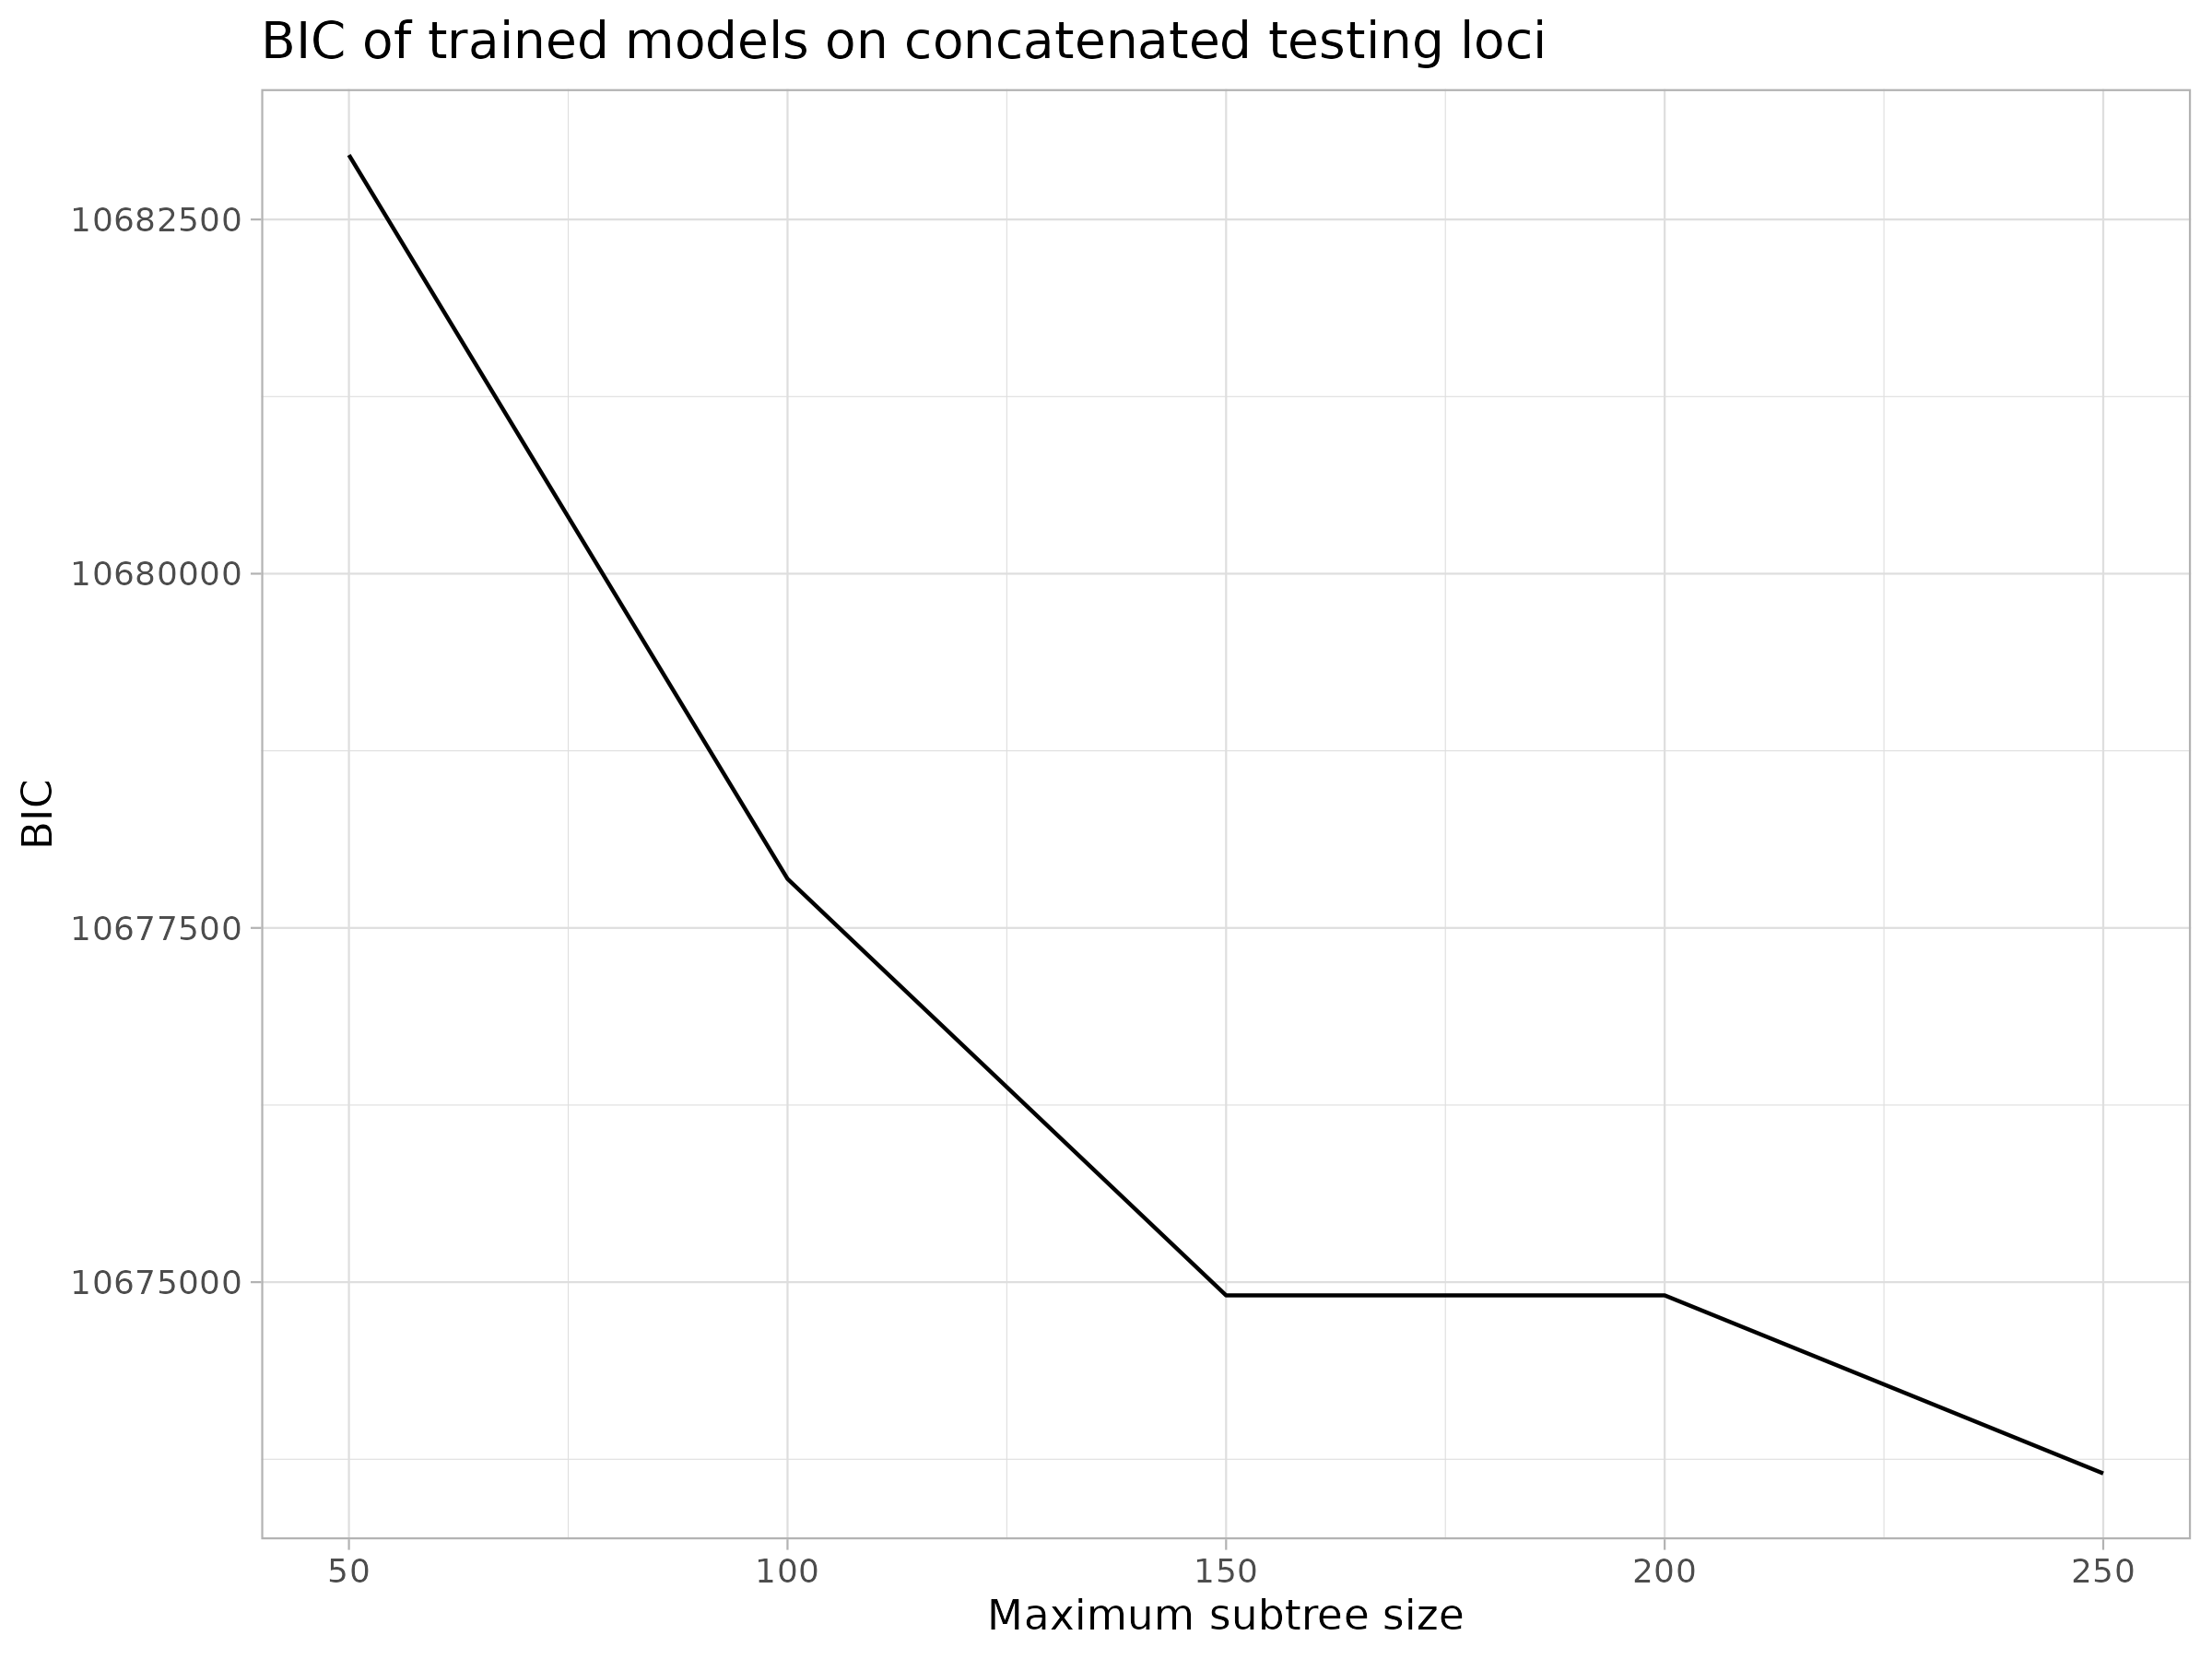 BIC of trained models on concatenated testing loci
10682500
10680000
10677500
10675000
BIC
50 100 150 200 250
Maximum subtree size